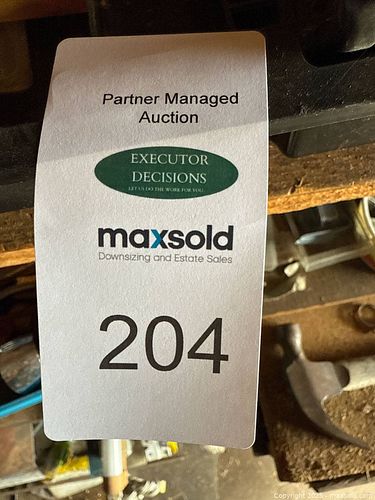 Partner Managed
Auction
EXECUTOR
DECISIONS
LET US DO THE WORK FOR YOU
maxsold
Downsizing and Estate Sales
204